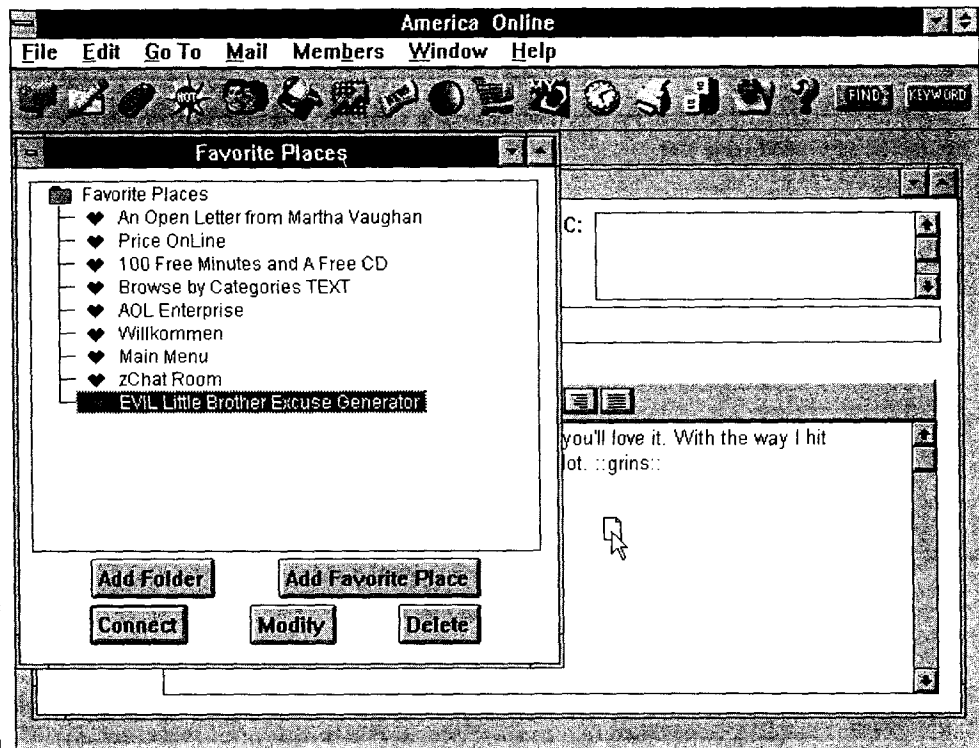 America Online
File Edit Go To Mail Members Window Help
NEW FIND KEYWORD
Favorite Places
Favorite Places
An Open Letter from Martha Vaughan
Price OnLine
100 Free Minutes and A Free CD
Browse by Categories TEXT
AOL Enterprise
Willkommen
Main Menu
zChat Room
EVIL Little Brother Excuse Generator
Add Folder Add Favorite Place
Connect Modify Delete
C:
you'll love it. With the way I hit
lot. ::grins::